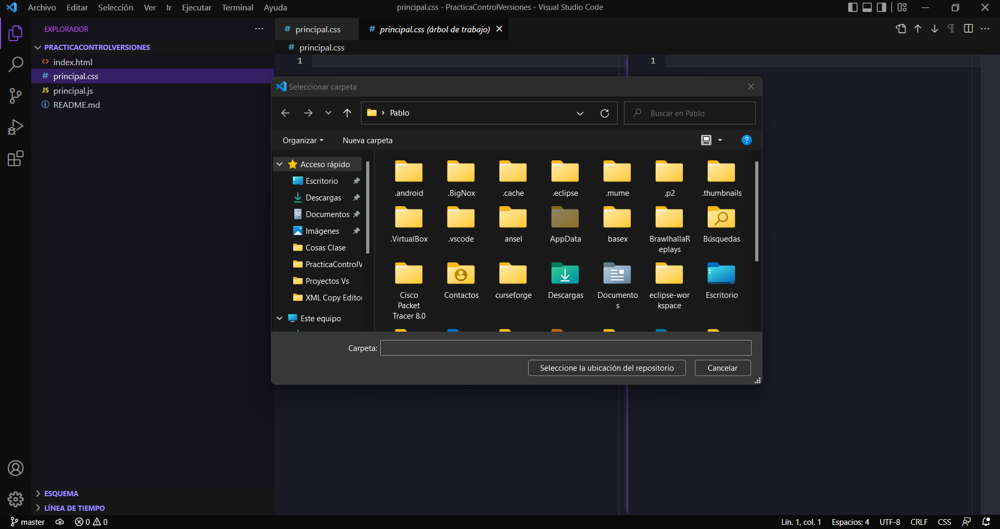 Archivo Editar Selección Ver Ir Ejecutar Terminal Ayuda
principal.css - PracticaControlVersiones - Visual Studio Code
EXPLORADOR
PRACTICACONTROLVERSIONES
<> index.html
# principal.css
JS principal.js
README.md
# principal.css
# principal.css (árbol de trabajo)
# principal.css
1
1
Seleccionar carpeta
Pablo
Buscar en Pablo
Organizar
Nueva carpeta
?
Acceso rápido
Escritorio
Descargas
Documentos
Imágenes
Cosas Clase
PracticaControlV
Proyectos Vs
XML Copy Editor
Este equipo
.android
.BigNox
.cache
.eclipse
.mume
.p2
.thumbnails
.VirtualBox
.vscode
ansel
AppData
basex
BrawlhallaR
eplays
Búsquedas
Cisco
Packet
Tracer 8.0
Contactos
curseforge
Descargas
Documento
s
eclipse-wor
kspace
Escritorio
Carpeta:
Seleccione la ubicación del repositorio
Cancelar
ESQUEMA
LÍNEA DE TIEMPO
master
0 0
Lín. 1, col. 1
Espacios: 4
UTF-8
CRLF
CSS